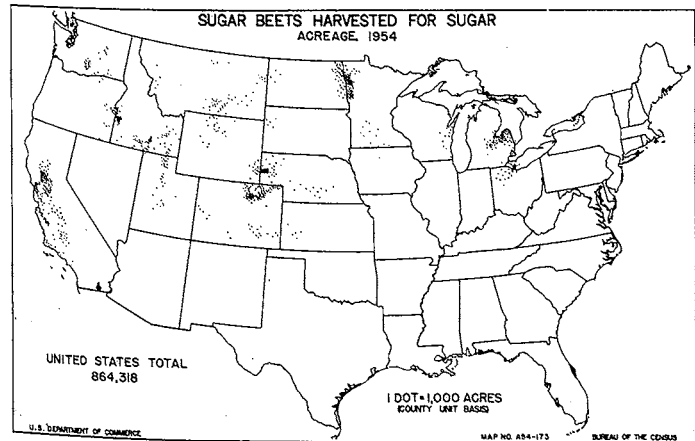 SUGAR BEETS HARVESTED FOR SUGAR
ACREAGE, 1954
UNITED STATES TOTAL
864,318
1 DOT=1,000 ACRES
(COUNTY UNIT BASIS)
U.S. DEPARTMENT OF COMMERCE
MAP NO. A54-173
BUREAU OF THE CENSUS